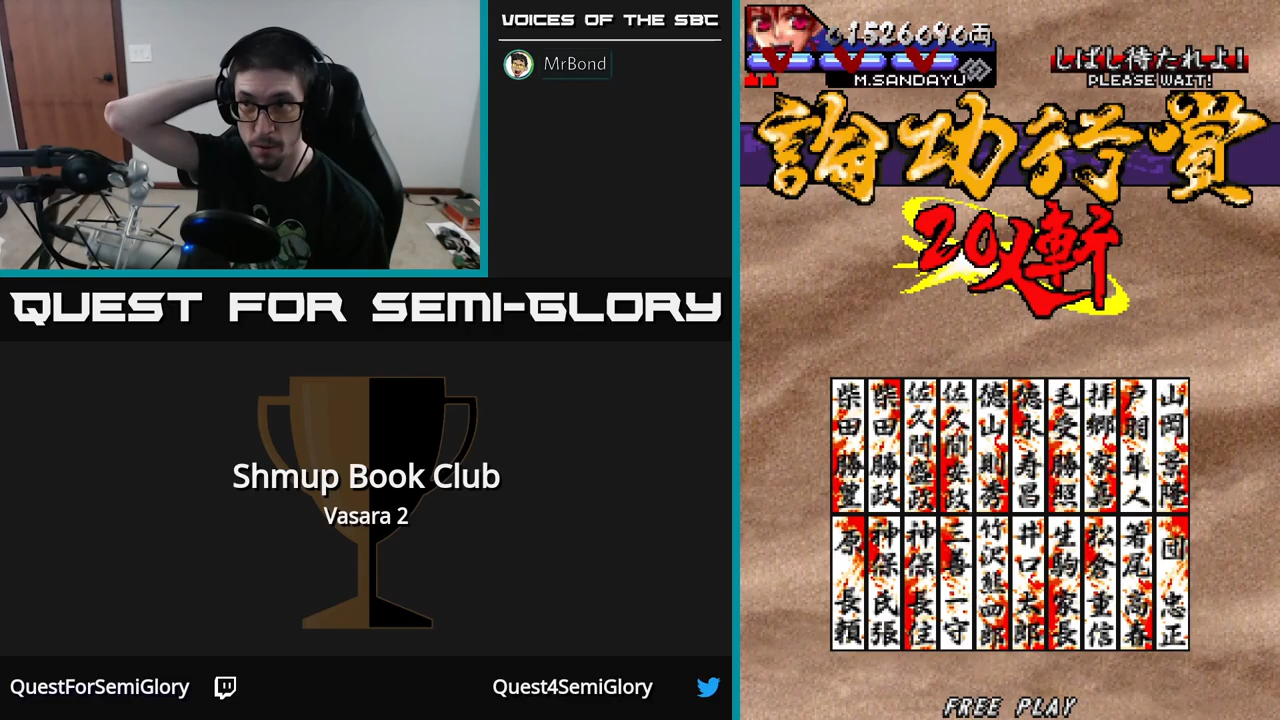 VOICES OF THE SBC
MrBond
QUEST FOR SEMI-GLORY
Shmup Book Club
Vasara 2
QuestForSemiGlory
Quest4SemiGlory
01526090両
M.SANDAYU
しばし待たれよ!
PLEASE WAIT!
論功行賞
20人斬
柴田勝豊
柴田勝政
佐久間盛政
佐久間安政
徳山則秀
徳永寿昌
毛受勝照
拝郷家嘉
戸羽隼人
山岡景隆
原長頼
神保氏張
神保長住
三善一守
竹沢熊四郎
井口太郎
生駒家長
松倉重信
箸尾高春
団忠正
FREE PLAY